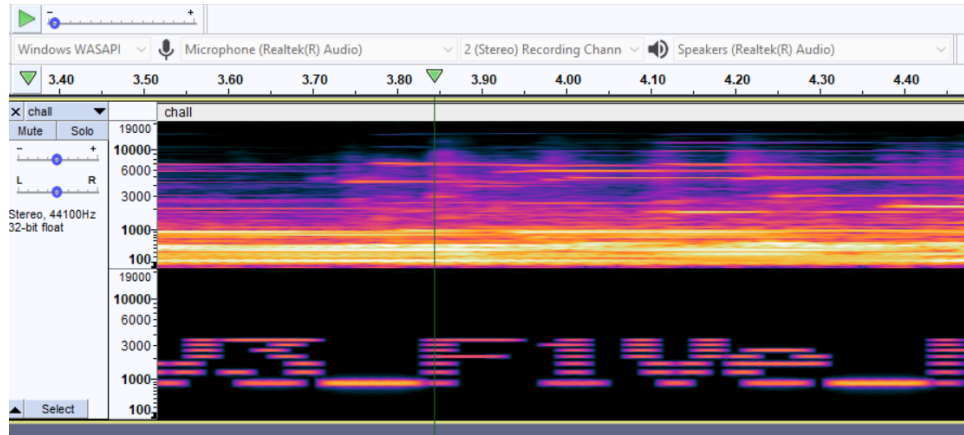 - +
Windows WASAPI Microphone (Realtek(R) Audio) 2 (Stereo) Recording Chann Speakers (Realtek(R) Audio)
3.40 3.50 3.60 3.70 3.80 3.90 4.00 4.10 4.20 4.30 4.40
× chall chall
Mute Solo
- +
L R
Stereo, 44100Hz
32-bit float
Select
19000
10000
6000
3000
1000
100
19000
10000
6000
3000
1000
100
3_F1Ve_